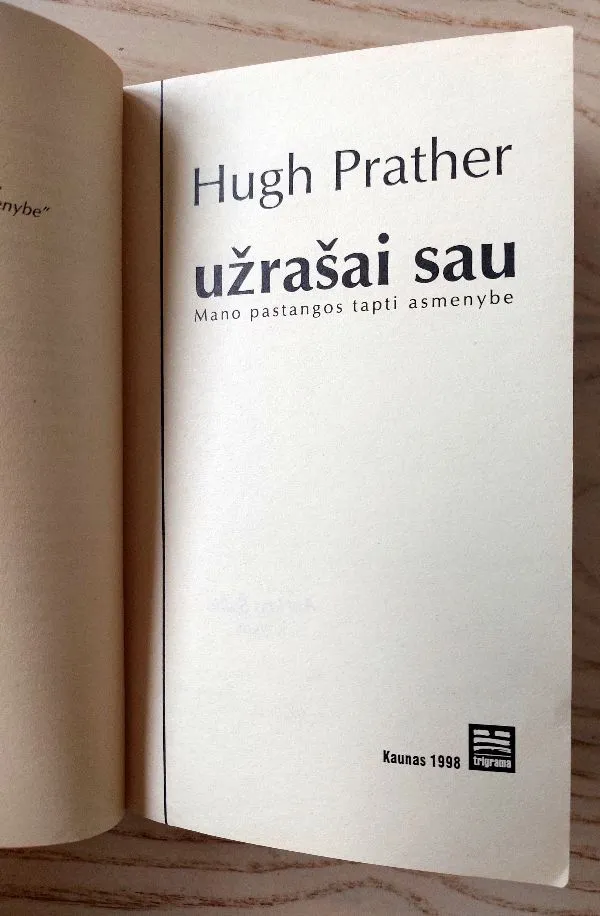 enybe”
Hugh Prather
užrašai sau
Mano pastangos tapti asmenybe
Kaunas 1998
trigrama